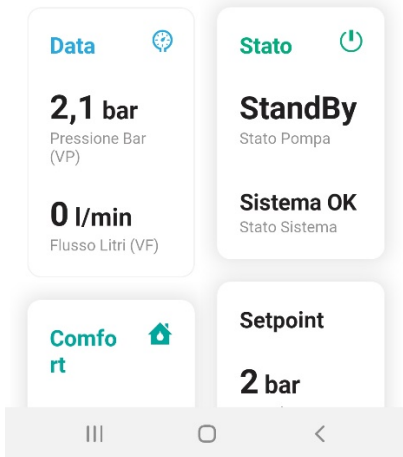 Data
2,1 bar
Pressione Bar
(VP)
0 l/min
Flusso Litri (VF)
Stato
StandBy
Stato Pompa
Sistema OK
Stato Sistema
Comfo
rt
Setpoint
2 bar